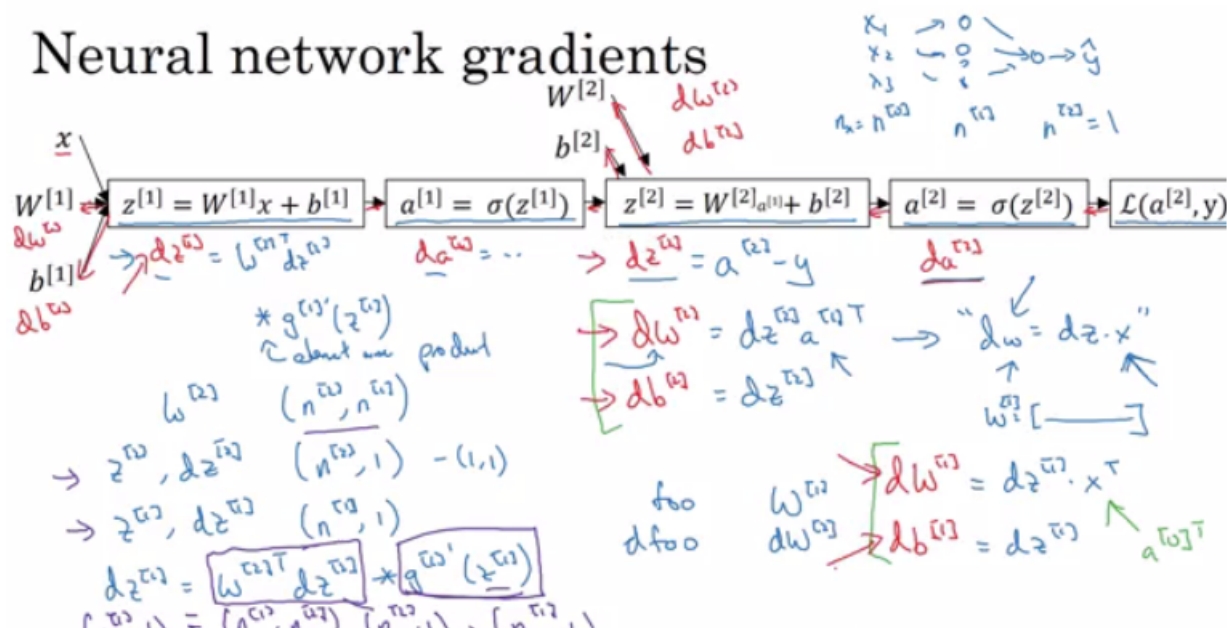 Neural network gradients
x₁
x₂
x₃
ŷ
nₓ = n^[0] n^[1] n^[2] = 1
W^[2] dw^[2]
b^[2] db^[2]
x
W^[1] z^[1] = W^[1]x + b^[1] a^[1] = σ(z^[1]) z^[2] = W^[2]a^[1] + b^[2] a^[2] = σ(z^[2]) ℒ(a^[2], y)
dw^[1]
b^[1] → dz^[1] = W^[2]T dz^[2] da^[1] = ... → dz^[2] = a^[2] - y da^[2]
db^[1]
* g^[1]'(z^[1]) → dw^[2] = dz^[2] a^[1]T → "dw = dz · x"
element wise product
→ db^[2] = dz^[2]
w^[2] (n^[2], n^[1]) w^[2]: [———]
→ z^[2], dz^[2] (n^[2], 1) - (1,1)
→ z^[1], dz^[1] (n^[1], 1)
foo W^[1] dw^[1] = dz^[1] · x^T
dfoo dw^[1] db^[1] = dz^[1] a^[0]T
dz^[1] = W^[2]T dz^[2] * g^[1]'(z^[1])